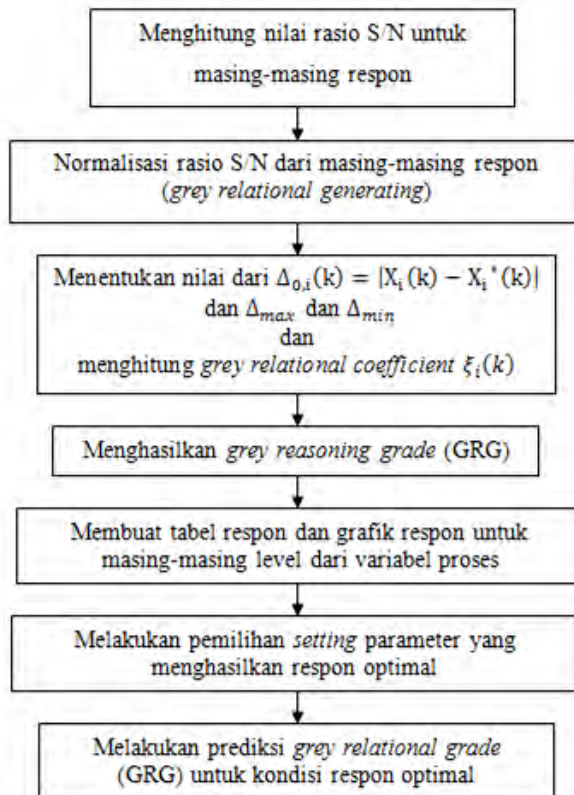 Menghitung nilai rasio S/N untuk
masing-masing respon
Normalisasi rasio S/N dari masing-masing respon
(grey relational generating)
Menentukan nilai dari Δ₀,ᵢ(k) = |Xᵢ(k) − Xᵢ*(k)|
dan Δₘₐₓ dan Δₘᵢₙ
dan
menghitung grey relational coefficient ξᵢ(k)
Menghasilkan grey reasoning grade (GRG)
Membuat tabel respon dan grafik respon untuk
masing-masing level dari variabel proses
Melakukan pemilihan setting parameter yang
menghasilkan respon optimal
Melakukan prediksi grey relational grade
(GRG) untuk kondisi respon optimal